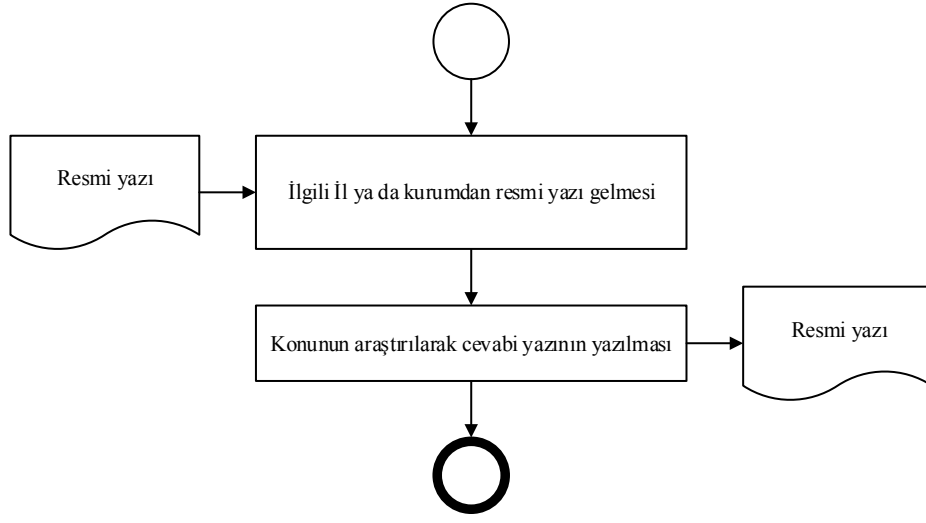 Resmi yazı
İlgili İl ya da kurumdan resmi yazı gelmesi
Konunun araştırılarak cevabi yazının yazılması
Resmi yazı